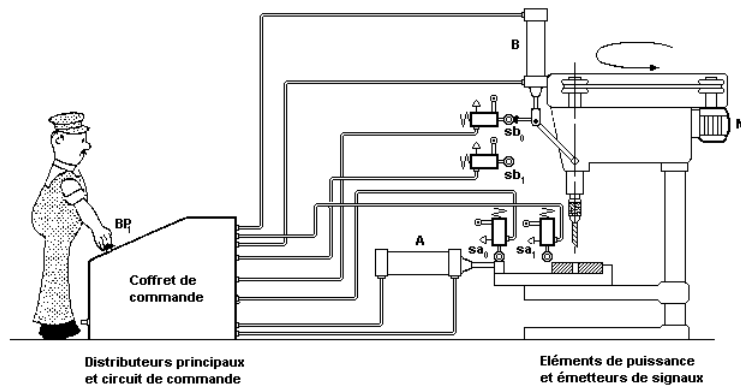 B
M
sb0
sb1
BP1
A
sa0
sa1
Coffret de
commande
Distributeurs principaux
et circuit de commande
Eléments de puissance
et émetteurs de signaux